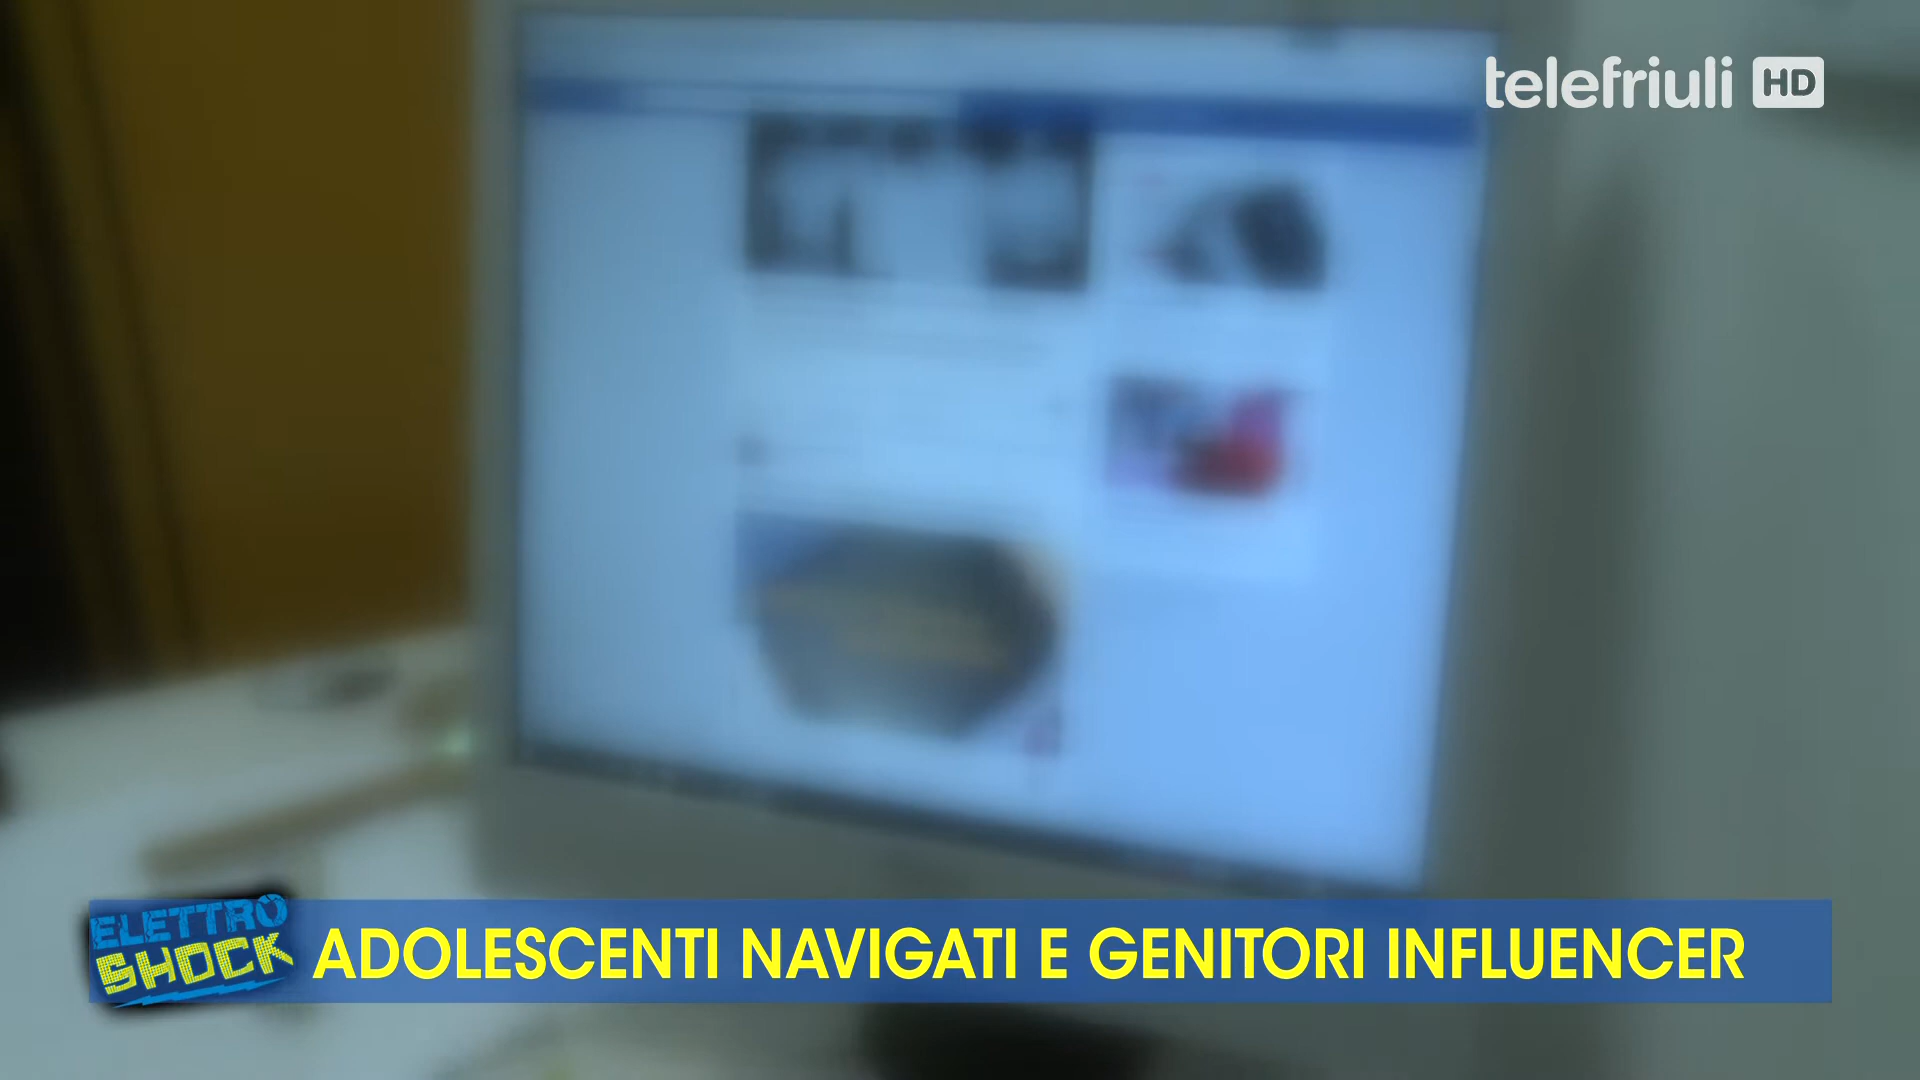 telefriuli HD
ELETTRO
SHOCK
ADOLESCENTI NAVIGATI E GENITORI INFLUENCER